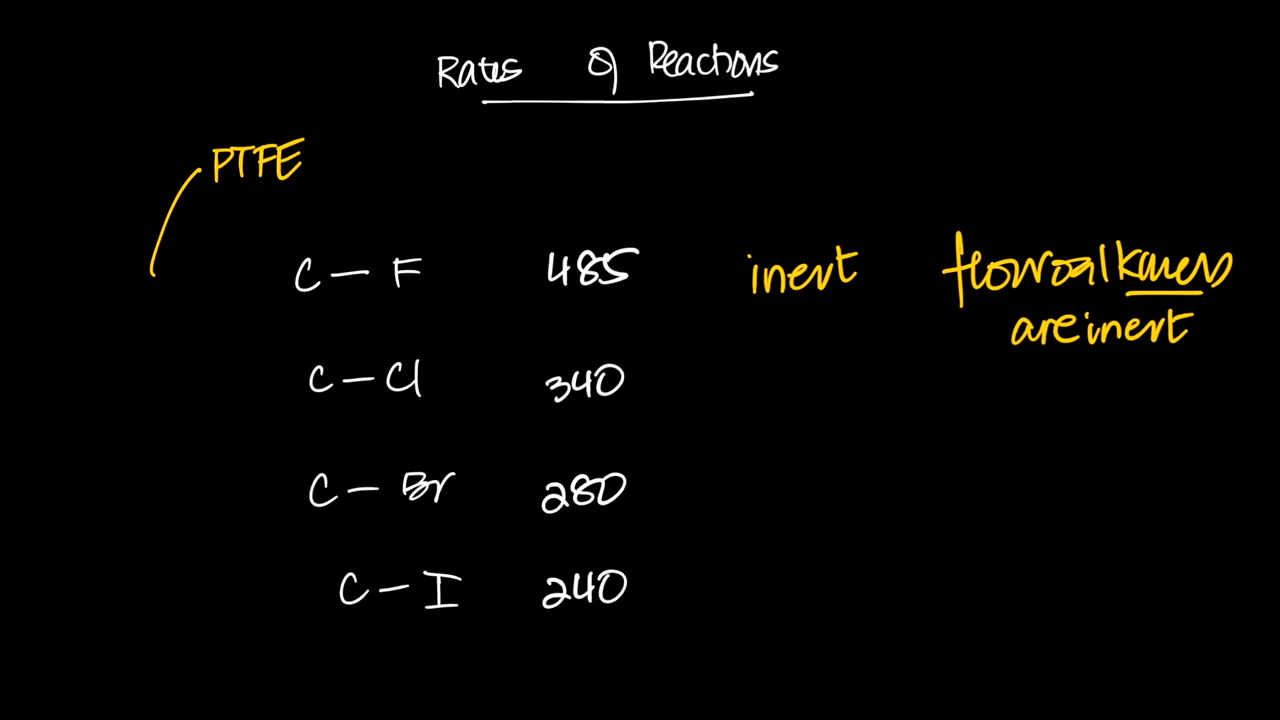 Rates of Reactions
PTFE
C - F 485 inert flouroalkanes
are inert
C - Cl 340
C - Br 280
C - I 240